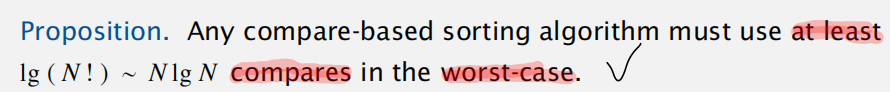 Proposition. Any compare-based sorting algorithm must use at least
lg ( N ! ) ~ N lg N compares in the worst-case.